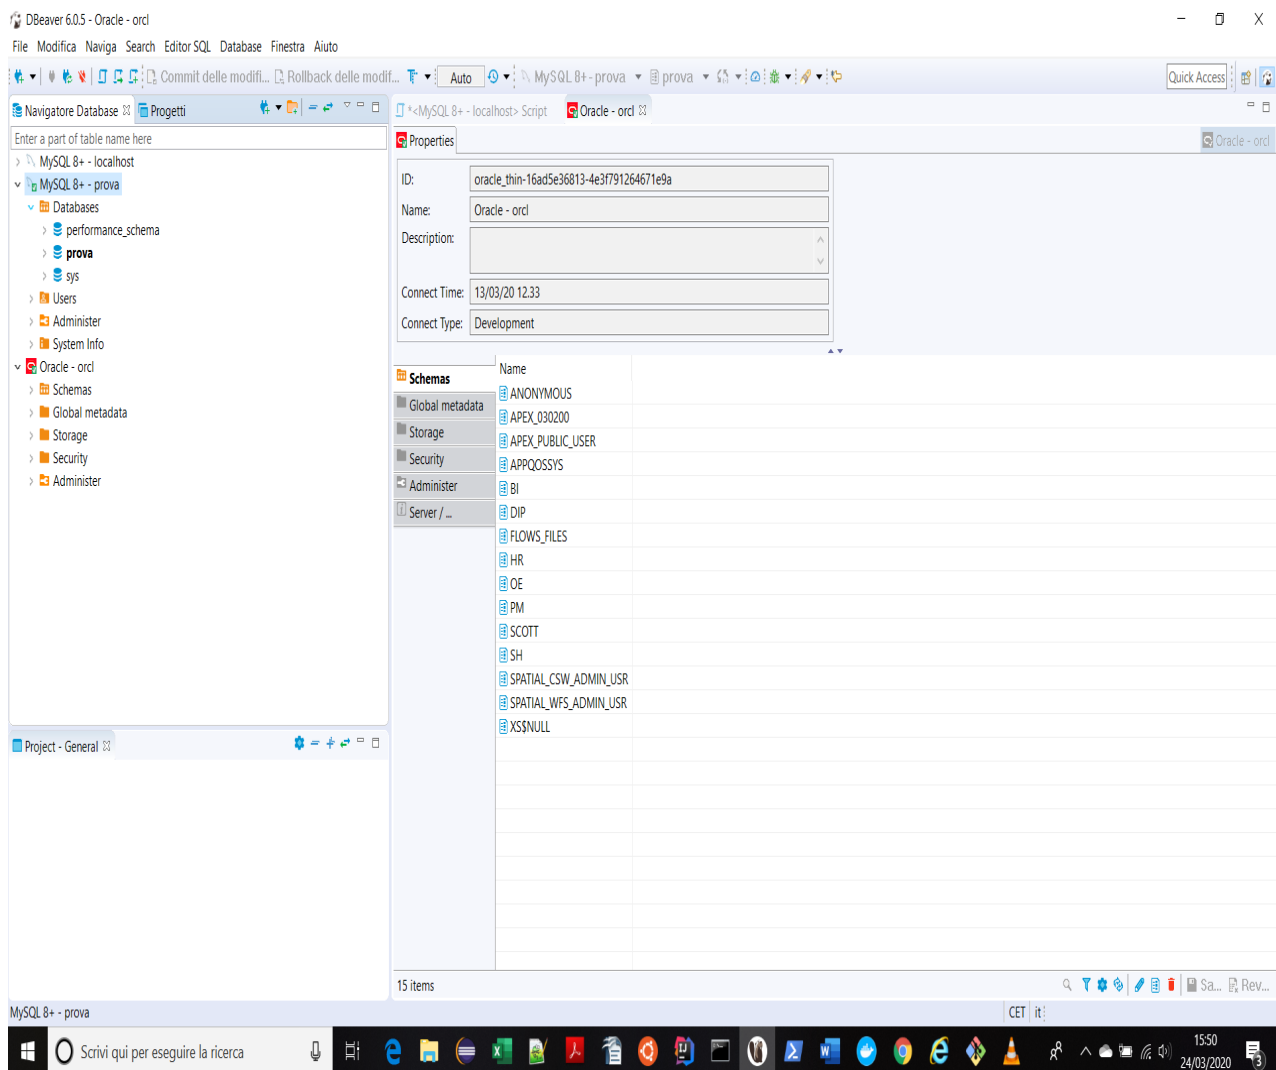 DBeaver 6.0.5 - Oracle - orcl
File Modifica Naviga Search Editor SQL Database Finestra Aiuto
Commit delle modifi... Rollback delle modif... Auto MySQL 8+ - prova prova Quick Access
Navigatore Database Progetti
*<MySQL 8+ - localhost> Script Oracle - orcl
Enter a part of table name here
Properties Oracle - orcl
MySQL 8+ - localhost
MySQL 8+ - prova
Databases
performance_schema
prova
sys
Users
Administer
System Info
Oracle - orcl
Schemas
Global metadata
Storage
Security
Administer
ID: oracle_thin-16ad5e36813-4e3f791264671e9a
Name: Oracle - orcl
Description:
Connect Time: 13/03/20 12.33
Connect Type: Development
Schemas
Global metadata
Storage
Security
Administer
Server / ...
Name
ANONYMOUS
APEX_030200
APEX_PUBLIC_USER
APPQOSSYS
BI
DIP
FLOWS_FILES
HR
OE
PM
SCOTT
SH
SPATIAL_CSW_ADMIN_USR
SPATIAL_WFS_ADMIN_USR
XS$NULL
Project - General
15 items Sa... Rev...
MySQL 8+ - prova CET it
Scrivi qui per eseguire la ricerca
15:50
24/03/2020
3